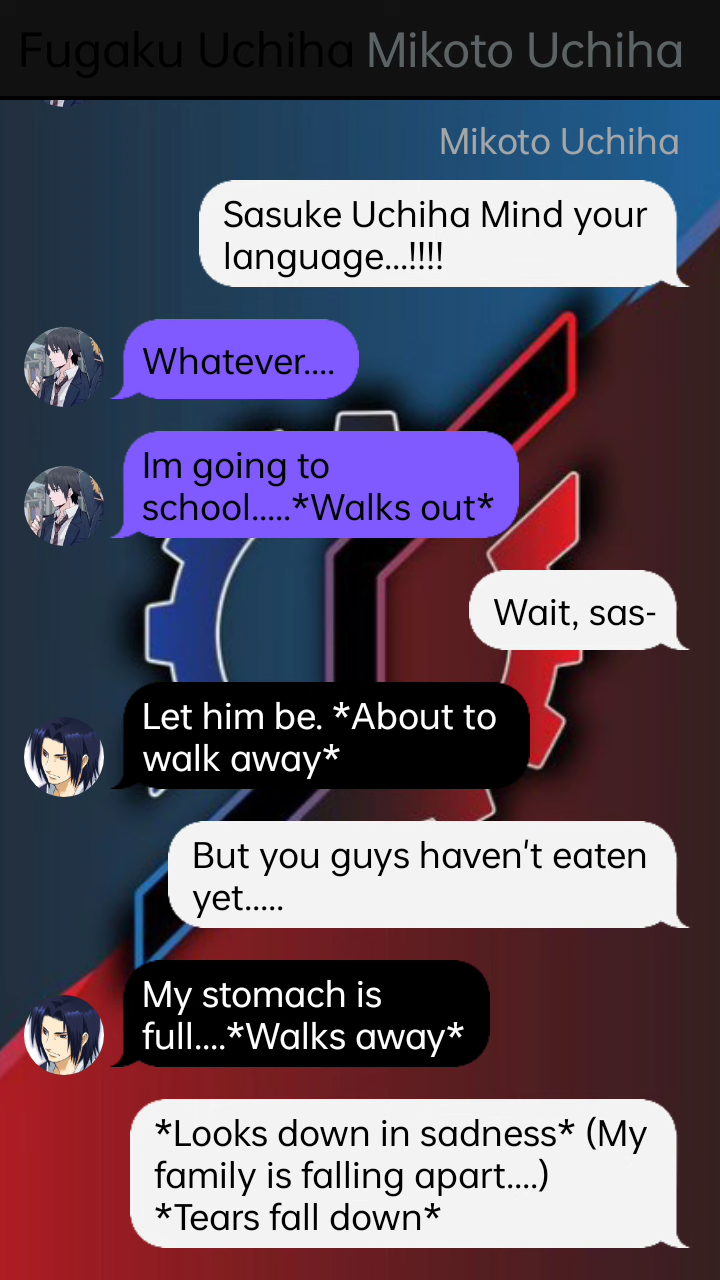 Fugaku Uchiha Mikoto Uchiha
Mikoto Uchiha
Sasuke Uchiha Mind your
language...!!!!
Whatever....
Im going to
school.....*Walks out*
Wait, sas-
Let him be. *About to
walk away*
But you guys haven't eaten
yet.....
My stomach is
full....*Walks away*
*Looks down in sadness* (My
family is falling apart....)
*Tears fall down*